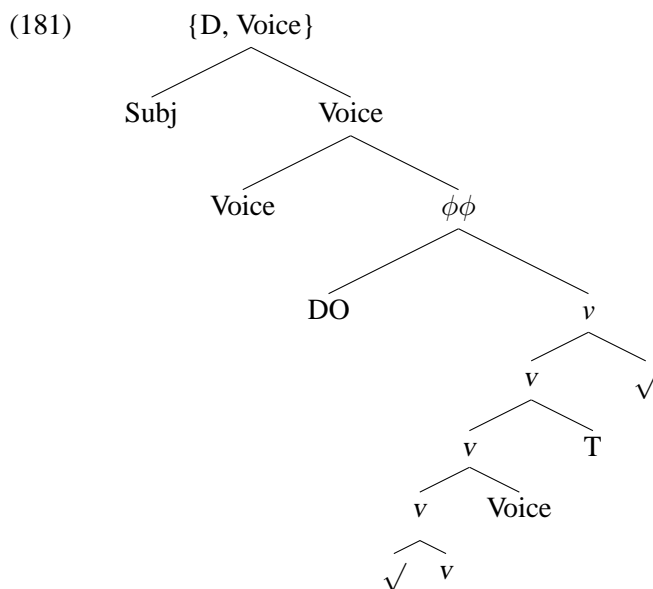 (181) {D, Voice}
Subj Voice
Voice ϕϕ
DO v
v √
v T
v Voice
√ v